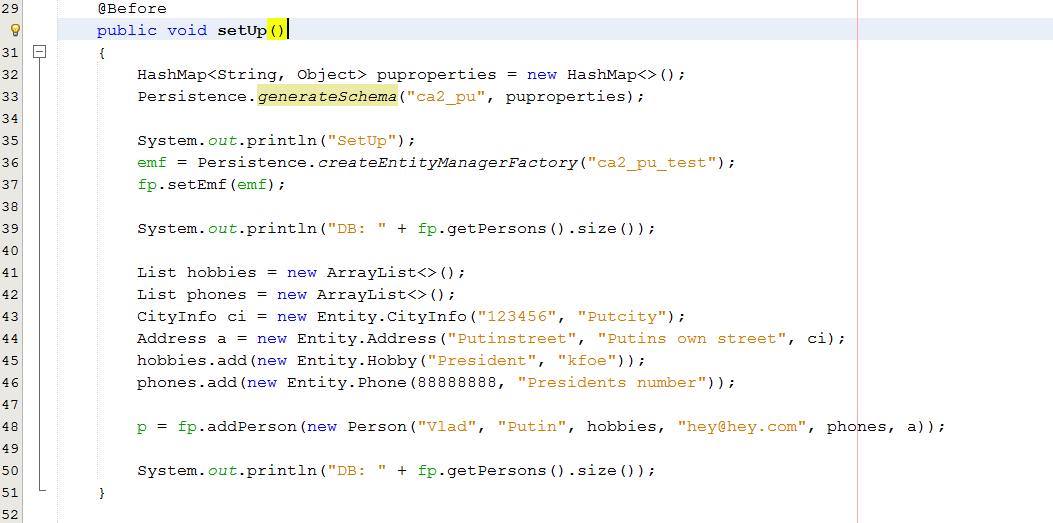 29 @Before
public void setUp()
31 {
32 HashMap<String, Object> puproperties = new HashMap<>();
33 Persistence.generateSchema("ca2_pu", puproperties);
34
35 System.out.println("SetUp");
36 emf = Persistence.createEntityManagerFactory("ca2_pu_test");
37 fp.setEmf(emf);
38
39 System.out.println("DB: " + fp.getPersons().size());
40
41 List hobbies = new ArrayList<>();
42 List phones = new ArrayList<>();
43 CityInfo ci = new Entity.CityInfo("123456", "Putcity");
44 Address a = new Entity.Address("Putinstreet", "Putins own street", ci);
45 hobbies.add(new Entity.Hobby("President", "kfoe"));
46 phones.add(new Entity.Phone(88888888, "Presidents number"));
47
48 p = fp.addPerson(new Person("Vlad", "Putin", hobbies, "hey@hey.com", phones, a));
49
50 System.out.println("DB: " + fp.getPersons().size());
51 }
52